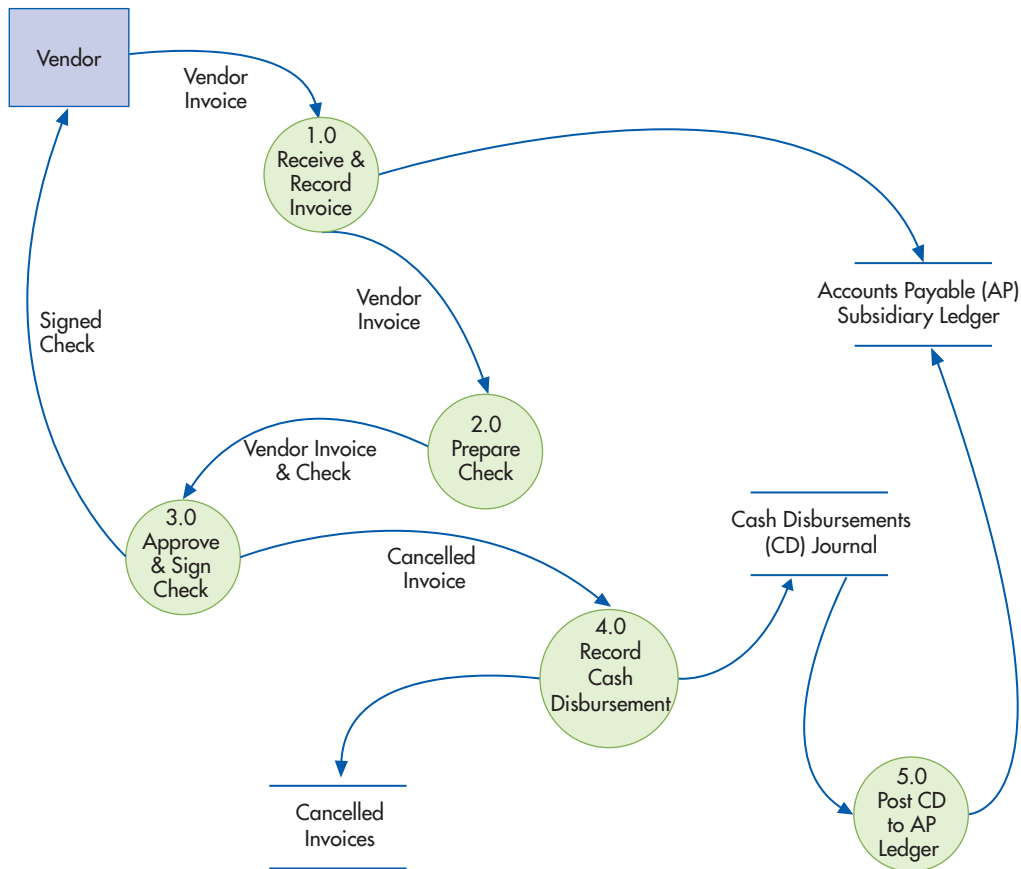 Vendor
Vendor
Invoice
1.0
Receive &
Record
Invoice
Accounts Payable (AP)
Subsidiary Ledger
Vendor
Invoice
Signed
Check
2.0
Prepare
Check
Vendor Invoice
& Check
3.0
Approve
& Sign
Check
Cancelled
Invoice
Cash Disbursements
(CD) Journal
4.0
Record
Cash
Disbursement
5.0
Post CD
to AP
Ledger
Cancelled
Invoices